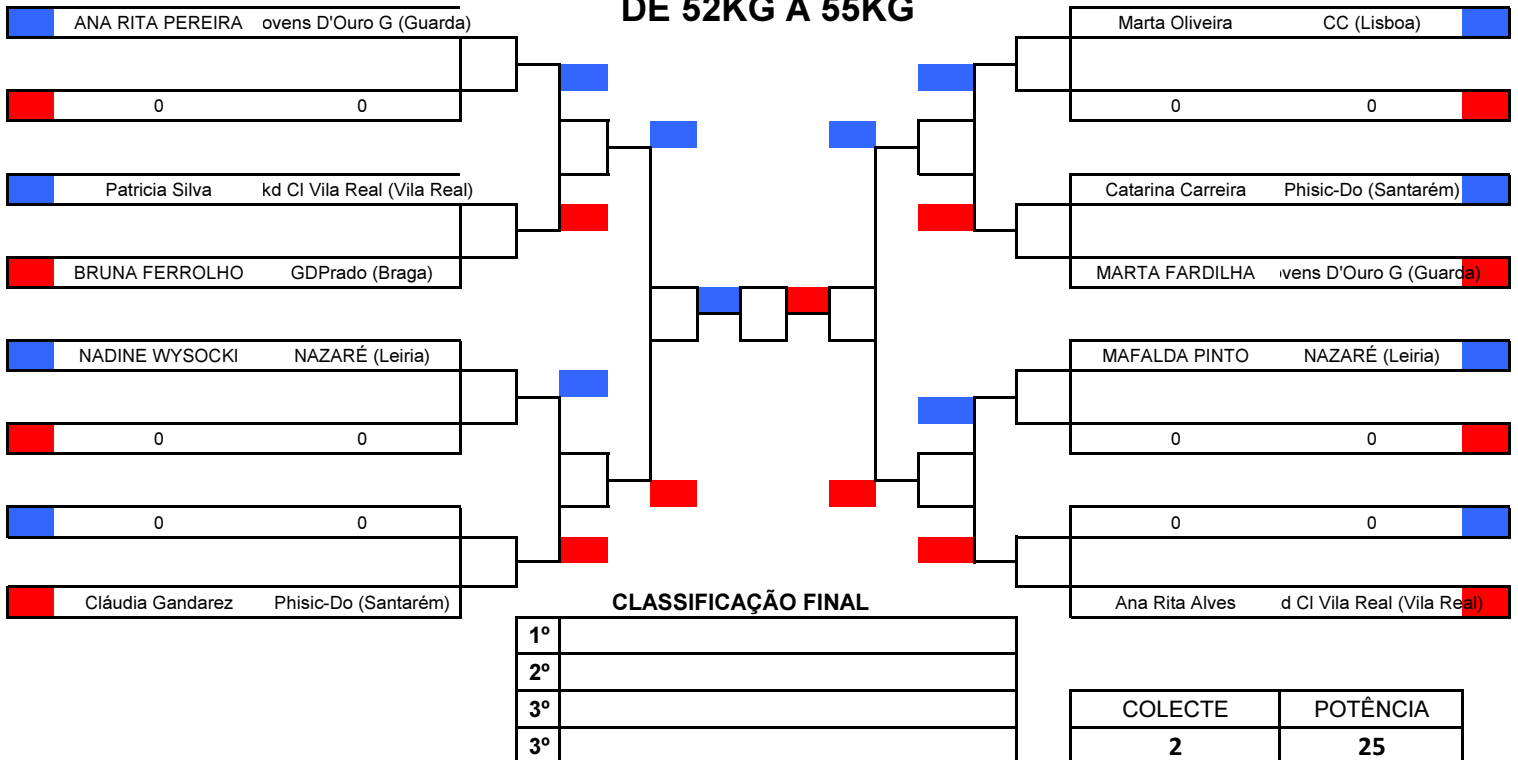 DE 52KG A 55KG
ANA RITA PEREIRA ovens D'Ouro G (Guarda)
0 0
Patricia Silva kd Cl Vila Real (Vila Real)
BRUNA FERROLHO GDPrado (Braga)
NADINE WYSOCKI NAZARÉ (Leiria)
0 0
0 0
Cláudia Gandarez Phisic-Do (Santarém)
Marta Oliveira CC (Lisboa)
0 0
Catarina Carreira Phisic-Do (Santarém)
MARTA FARDILHA vens D'Ouro G (Guarda)
MAFALDA PINTO NAZARÉ (Leiria)
0 0
0 0
Ana Rita Alves d Cl Vila Real (Vila Real)
CLASSIFICAÇÃO FINAL
1º
2º
3º
3º
COLECTE POTÊNCIA
2 25